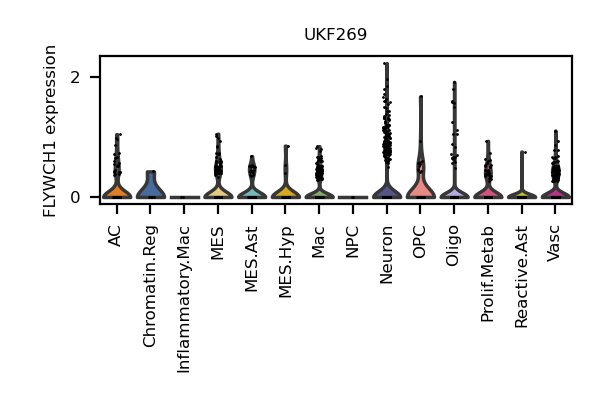 UKF269
FLYWCH1 expression
2
0
AC
Chromatin.Reg
Inflammatory.Mac
MES
MES.Ast
MES.Hyp
Mac
NPC
Neuron
OPC
Oligo
Prolif.Metab
Reactive.Ast
Vasc